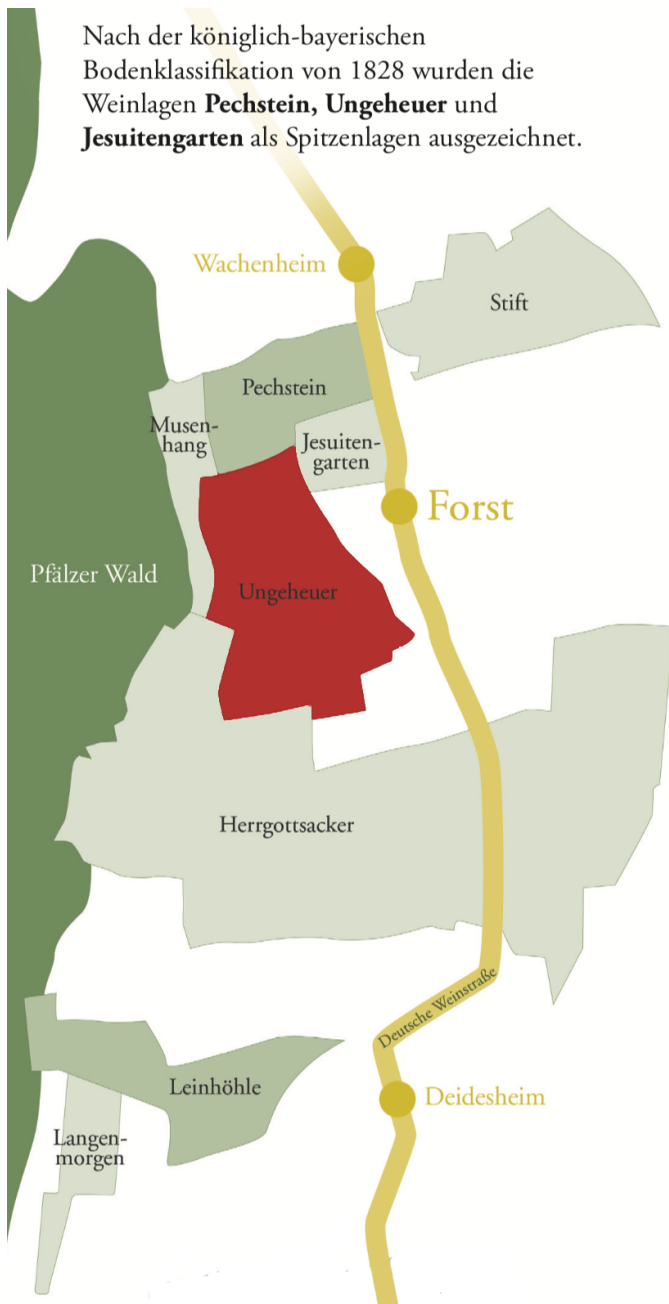 Nach der königlich-bayerischen
Bodenklassifikation von 1828 wurden die
Weinlagen Pechstein, Ungeheuer und
Jesuitengarten als Spitzenlagen ausgezeichnet.
Wachenheim
Stift
Pechstein
Musen-
hang
Jesuiten-
garten
Forst
Pfälzer Wald
Ungeheuer
Herrgottsacker
Deutsche Weinstraße
Leinhöhle
Deidesheim
Langen-
morgen